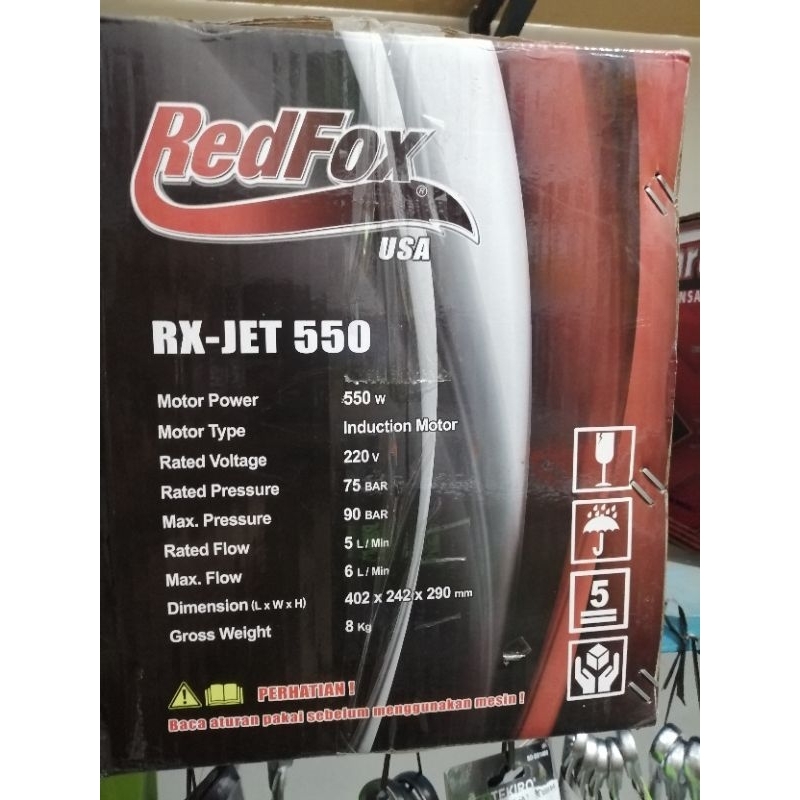 RedFox
®
USA
RX-JET 550
Motor Power 550 W
Motor Type Induction Motor
Rated Voltage 220 V
Rated Pressure 75 BAR
Max. Pressure 90 BAR
Rated Flow 5 L / Min
Max. Flow 6 L / Min
Dimension (L x W x H) 402 x 242 x 290 mm
Gross Weight 8 Kg
5
PERHATIAN !
Baca aturan pakai sebelum menggunakan mesin !
TEKIRO